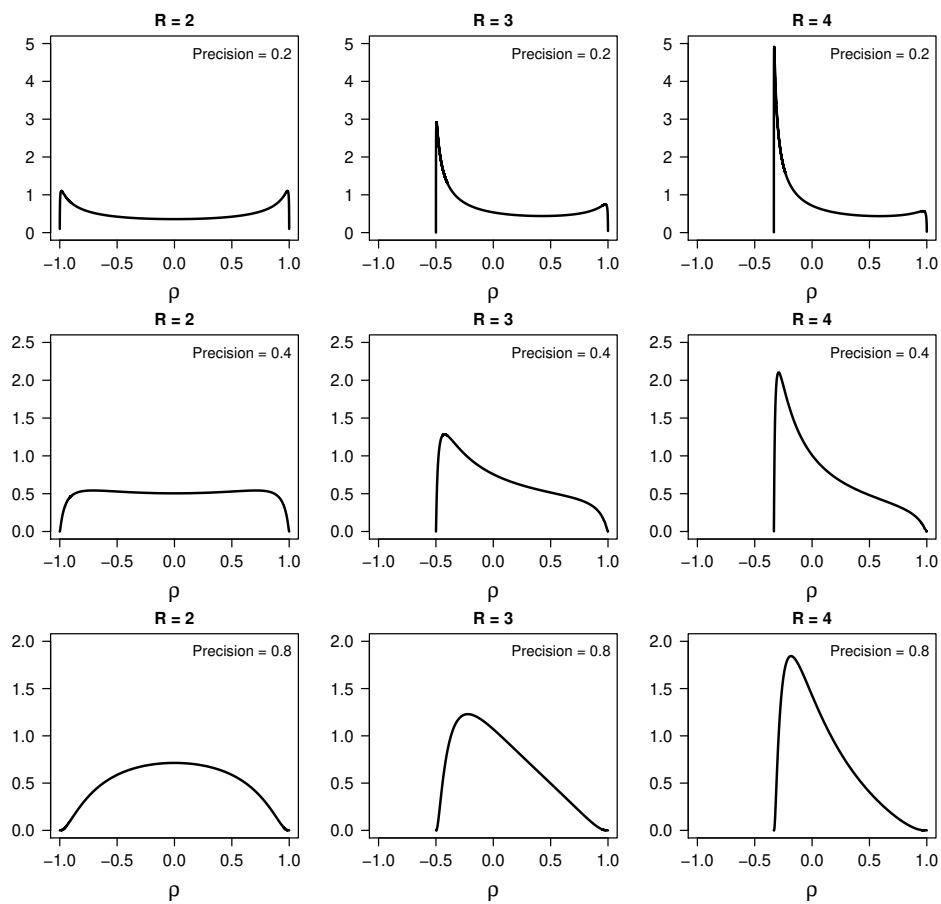 R = 2 R = 3 R = 4
Precision = 0.2 Precision = 0.2 Precision = 0.2
5 5 5
4 4 4
3 3 3
2 2 2
1 1 1
0 0 0
−1.0 −0.5 0.0 0.5 1.0 −1.0 −0.5 0.0 0.5 1.0 −1.0 −0.5 0.0 0.5 1.0
ρ ρ ρ
R = 2 R = 3 R = 4
Precision = 0.4 Precision = 0.4 Precision = 0.4
2.5 2.5 2.5
2.0 2.0 2.0
1.5 1.5 1.5
1.0 1.0 1.0
0.5 0.5 0.5
0.0 0.0 0.0
−1.0 −0.5 0.0 0.5 1.0 −1.0 −0.5 0.0 0.5 1.0 −1.0 −0.5 0.0 0.5 1.0
ρ ρ ρ
R = 2 R = 3 R = 4
Precision = 0.8 Precision = 0.8 Precision = 0.8
2.0 2.0 2.0
1.5 1.5 1.5
1.0 1.0 1.0
0.5 0.5 0.5
0.0 0.0 0.0
−1.0 −0.5 0.0 0.5 1.0 −1.0 −0.5 0.0 0.5 1.0 −1.0 −0.5 0.0 0.5 1.0
ρ ρ ρ